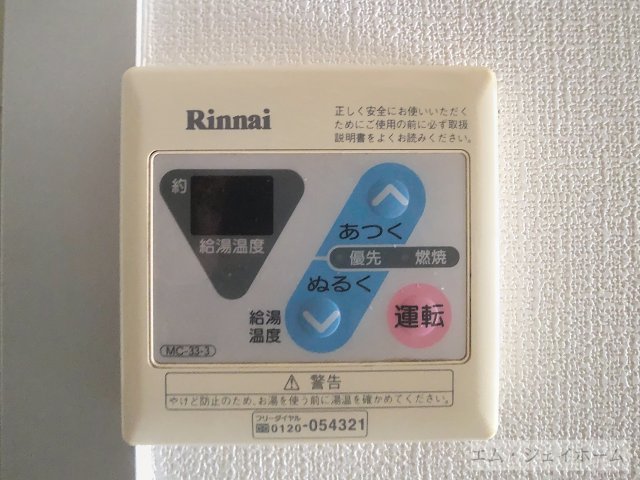 Rinnai
正しく安全にお使いいただく
ためにご使用の前に必ず取扱
説明書をよくお読みください。
約
給湯温度
あつく
優先 燃焼
ぬるく
給湯
温度
運転
MC-33-3
⚠ 警告
やけど防止のため、お湯を使う前に湯温を確かめてください。
フリーダイヤル
0120-054321
エム・ジェイホーム